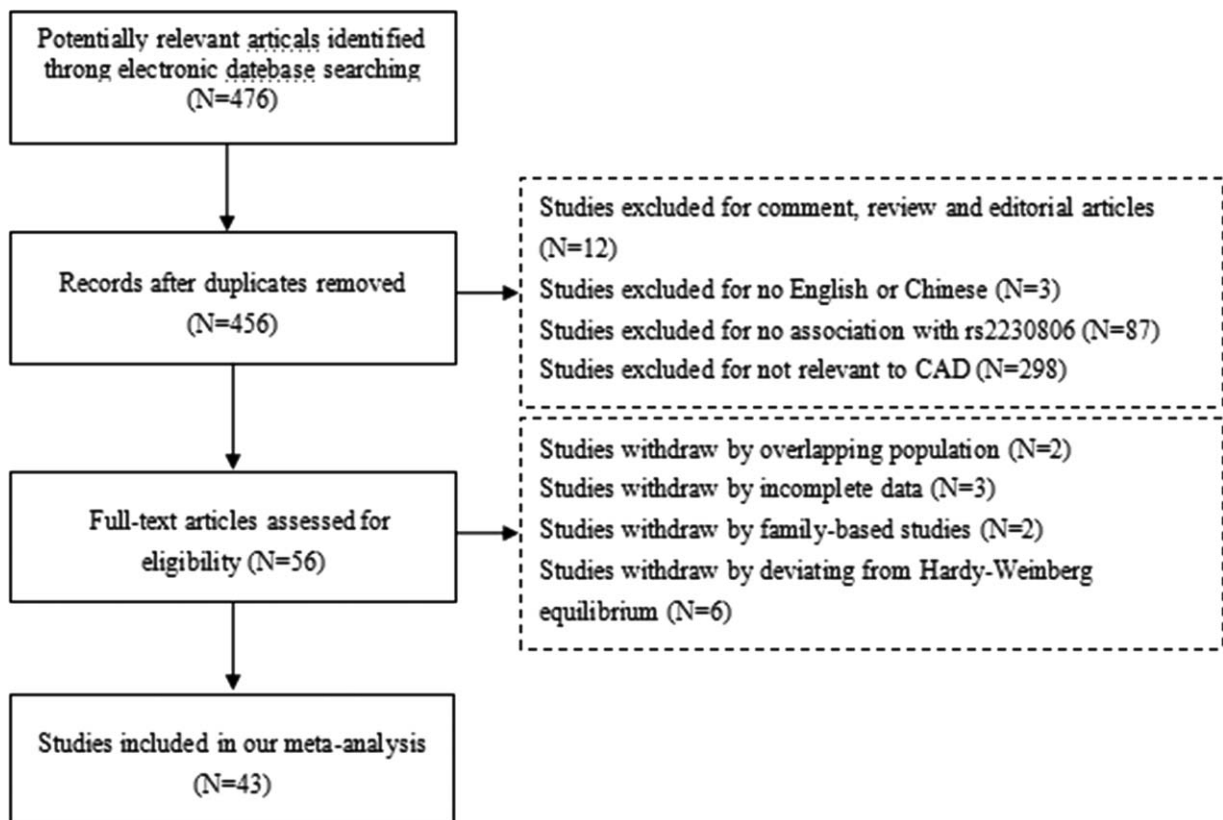 Potentially relevant articals identified
throng electronic datebase searching
(N=476)
Records after duplicates removed
(N=456)
Studies excluded for comment, review and editorial articles
(N=12)
Studies excluded for no English or Chinese (N=3)
Studies excluded for no association with rs2230806 (N=87)
Studies excluded for not relevant to CAD (N=298)
Full-text articles assessed for
eligibility (N=56)
Studies withdraw by overlapping population (N=2)
Studies withdraw by incomplete data (N=3)
Studies withdraw by family-based studies (N=2)
Studies withdraw by deviating from Hardy-Weinberg
equilibrium (N=6)
Studies included in our meta-analysis
(N=43)